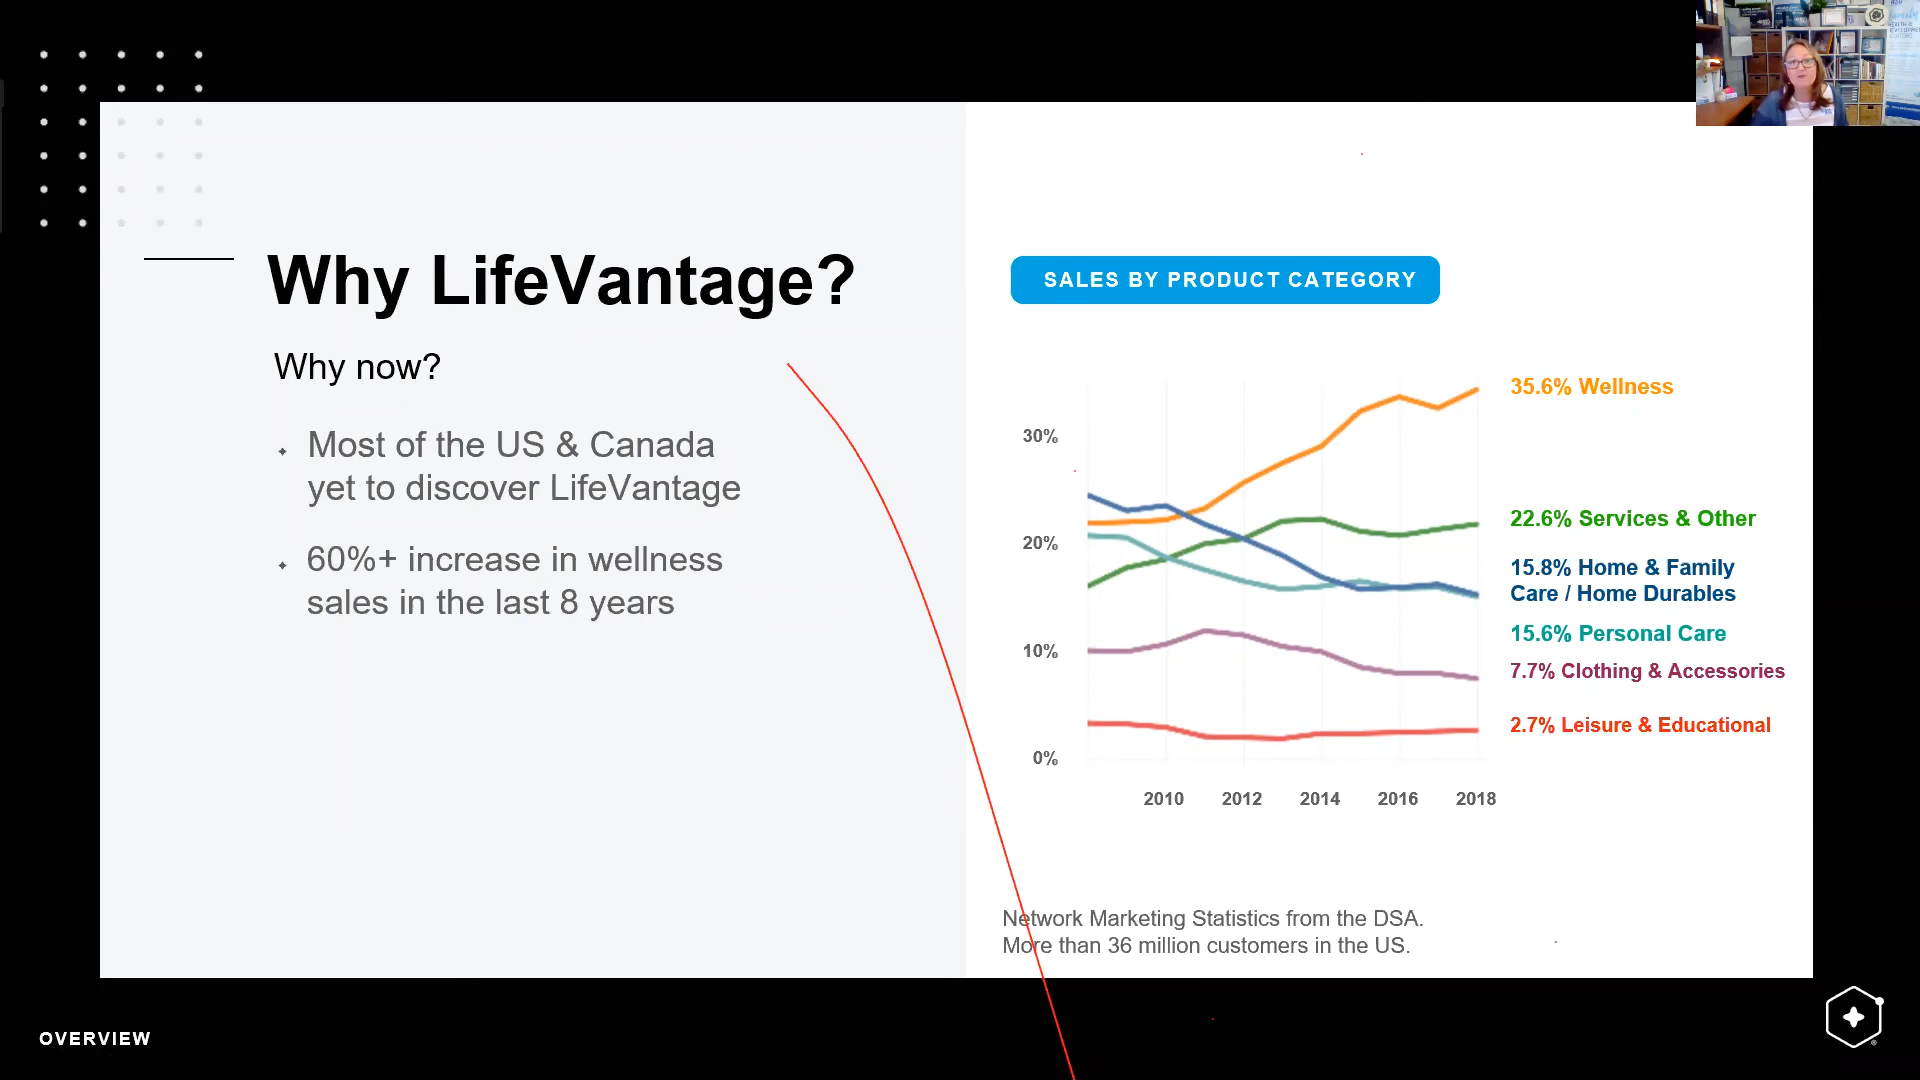 Why LifeVantage?
Why now?
Most of the US & Canada
yet to discover LifeVantage
60%+ increase in wellness
sales in the last 8 years
SALES BY PRODUCT CATEGORY
30%
20%
10%
0%
2010 2012 2014 2016 2018
35.6% Wellness
22.6% Services & Other
15.8% Home & Family
Care / Home Durables
15.6% Personal Care
7.7% Clothing & Accessories
2.7% Leisure & Educational
Network Marketing Statistics from the DSA.
More than 36 million customers in the US.
OVERVIEW